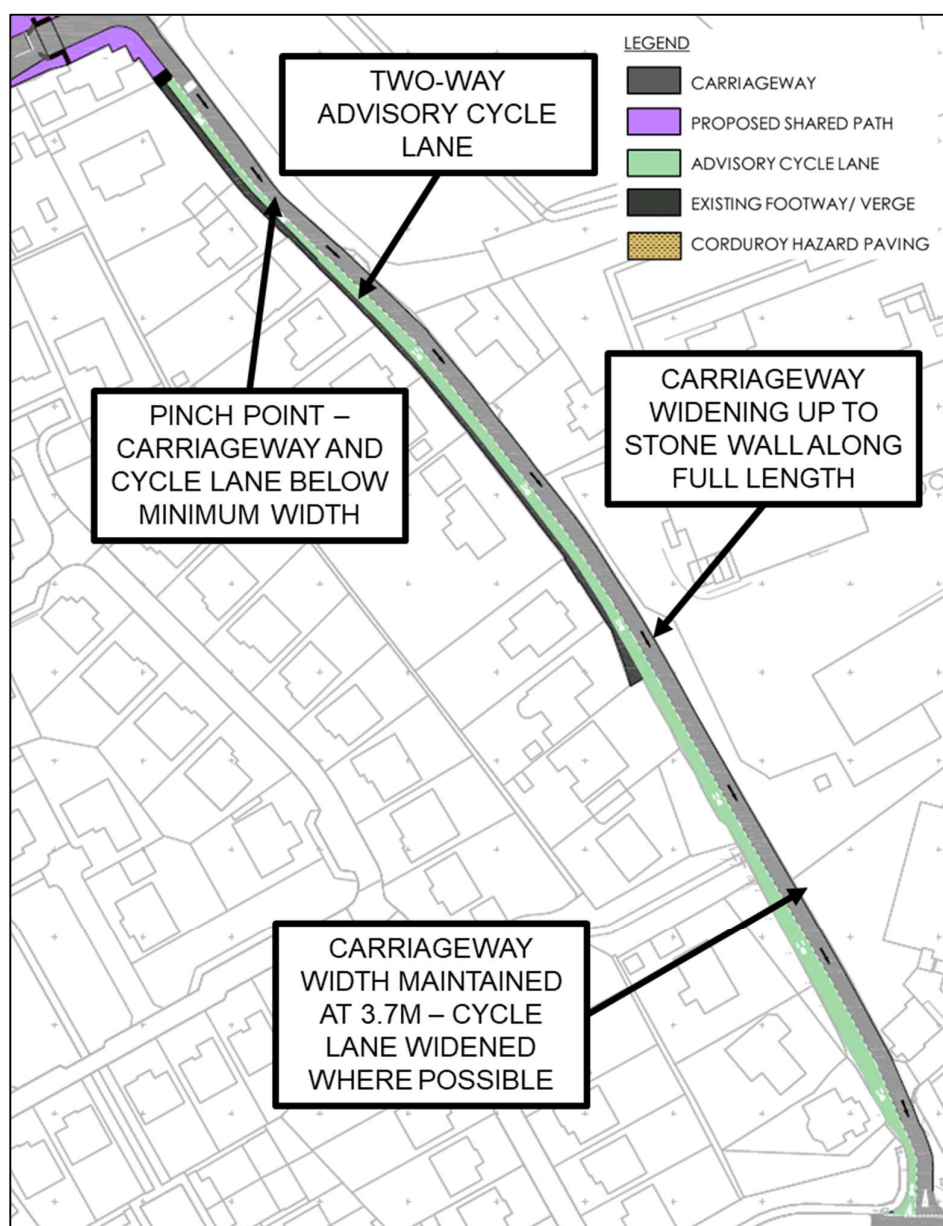 TWO-WAY
ADVISORY CYCLE
LANE
LEGEND
CARRIAGEWAY
PROPOSED SHARED PATH
ADVISORY CYCLE LANE
EXISTING FOOTWAY/ VERGE
CORDUROY HAZARD PAVING
PINCH POINT –
CARRIAGEWAY AND
CYCLE LANE BELOW
MINIMUM WIDTH
CARRIAGEWAY
WIDENING UP TO
STONE WALL ALONG
FULL LENGTH
CARRIAGEWAY
WIDTH MAINTAINED
AT 3.7M – CYCLE
LANE WIDENED
WHERE POSSIBLE